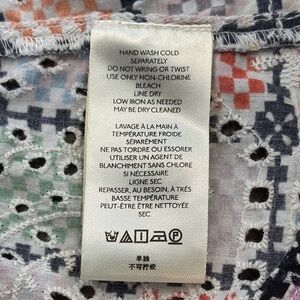 HAND WASH COLD
SEPARATELY
DO NOT WRING OR TWIST
USE ONLY NON-CHLORINE
BLEACH
LINE DRY
LOW IRON AS NEEDED
MAY BE DRY CLEANED
LAVAGE À LA MAIN À
TEMPÉRATURE FROIDE
SÉPARÉMENT
NE PAS TORDRE OU ESSORER
UTILISER UN AGENT DE
BLANCHIMENT SANS CHLORE
SI NÉCESSAIRE
LIGNE SEC
REPASSER, AU BESOIN, À TRÈS
BASSE TEMPÉRATURE
PEUT-ÊTRE ÊTRE NETTOYÉE
SEC
P
不可拧绞